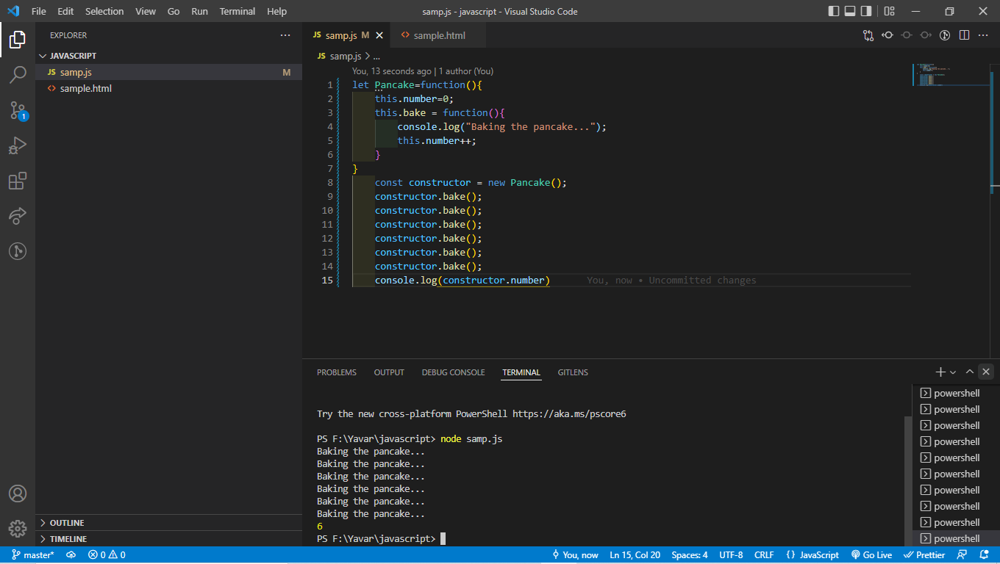 File Edit Selection View Go Run Terminal Help samp.js - javascript - Visual Studio Code
EXPLORER ...
JAVASCRIPT
JS samp.js M
<> sample.html
1
OUTLINE
TIMELINE
JS samp.js M
<> sample.html
JS samp.js > ...
You, 13 seconds ago | 1 author (You)
1 let Pancake=function(){
2 this.number=0;
3 this.bake = function(){
4 console.log("Baking the pancake...");
5 this.number++;
6 }
7 }
8 const constructor = new Pancake();
9 constructor.bake();
10 constructor.bake();
11 constructor.bake();
12 constructor.bake();
13 constructor.bake();
14 constructor.bake();
15 console.log(constructor.number) You, now • Uncommitted changes
PROBLEMS OUTPUT DEBUG CONSOLE TERMINAL GITLENS
Try the new cross-platform PowerShell https://aka.ms/pscore6
PS F:\Yavar\javascript> node samp.js
Baking the pancake...
Baking the pancake...
Baking the pancake...
Baking the pancake...
Baking the pancake...
Baking the pancake...
6
PS F:\Yavar\javascript>
powershell
powershell
powershell
powershell
powershell
powershell
powershell
powershell
powershell
powershell
master* 0 0 You, now Ln 15, Col 20 Spaces: 4 UTF-8 CRLF {} JavaScript Go Live Prettier